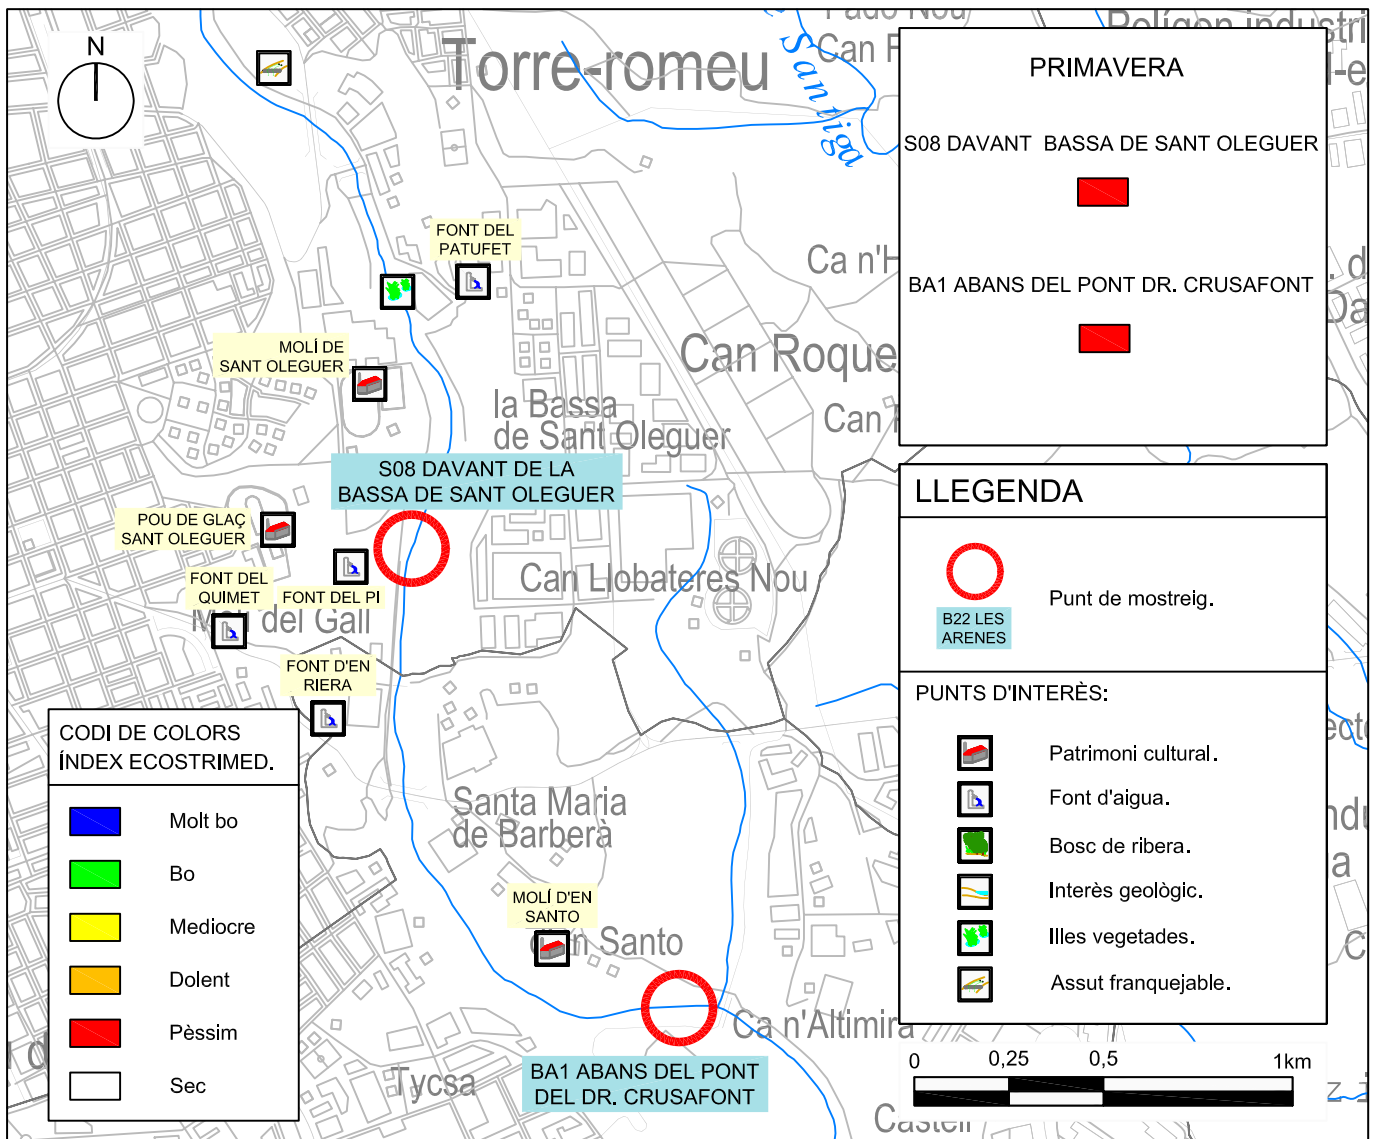 N
Torre-romeu
Santiga
Can
PRIMAVERA
S08 DAVANT BASSA DE SANT OLEGUER
BA1 ABANS DEL PONT DR. CRUSAFONT
FONT DEL
PATUFET
MOLÍ DE
SANT OLEGUER
Can Roque
Can
la Bassa
de Sant Oleguer
S08 DAVANT DE LA
BASSA DE SANT OLEGUER
POU DE GLAÇ
SANT OLEGUER
FONT DEL
QUIMET
FONT DEL PI
del Gall
Can Llobateres Nou
FONT D'EN
RIERA
LLEGENDA
B22 LES
ARENES
Punt de mostreig.
PUNTS D'INTERÈS:
Patrimoni cultural.
Font d'aigua.
Bosc de ribera.
Interès geològic.
Illes vegetades.
Assut franquejable.
CODI DE COLORS
ÍNDEX ECOSTRIMED.
Molt bo
Bo
Mediocre
Dolent
Pèssim
Sec
Santa Maria
de Barberà
MOLÍ D'EN
SANTO
Santo
Ca n'Altimira
BA1 ABANS DEL PONT
DEL DR. CRUSAFONT
Tycsa
0 0,25 0,5 1km